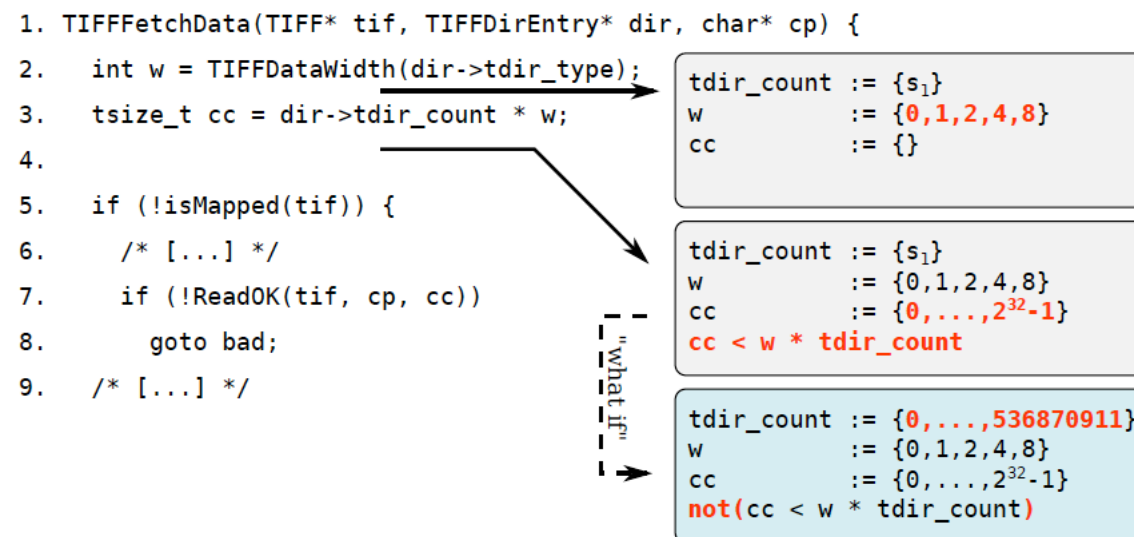 1. TIFFFetchData(TIFF* tif, TIFFDirEntry* dir, char* cp) {
2. int w = TIFFDataWidth(dir->tdir_type);
3. tsize_t cc = dir->tdir_count * w;
4.
5. if (!isMapped(tif)) {
6. /* [...] */
7. if (!ReadOK(tif, cp, cc))
8. goto bad;
9. /* [...] */
tdir_count := {s₁}
w := {0,1,2,4,8}
cc := {}
tdir_count := {s₁}
w := {0,1,2,4,8}
cc := {0,...,2³²-1}
cc < w * tdir_count
"what if"
tdir_count := {0,...,536870911}
w := {0,1,2,4,8}
cc := {0,...,2³²-1}
not(cc < w * tdir_count)